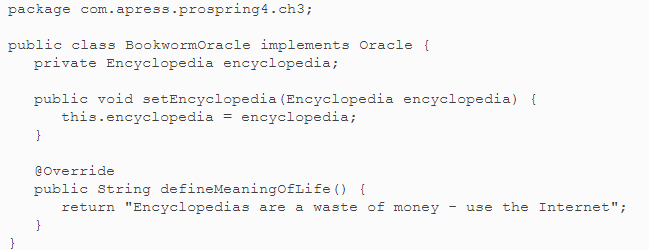 package com.apress.prospring4.ch3;

public class BookwormOracle implements Oracle {
   private Encyclopedia encyclopedia;

   public void setEncyclopedia(Encyclopedia encyclopedia) {
      this.encyclopedia = encyclopedia;
   }

   @Override
   public String defineMeaningOfLife() {
      return "Encyclopedias are a waste of money - use the Internet";
   }
}